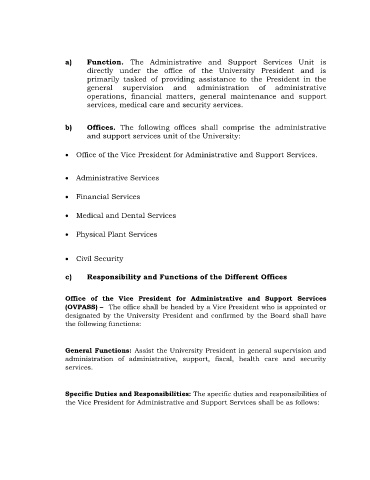 a) Function. The Administrative and Support Services Unit is
directly under the office of the University President and is
primarily tasked of providing assistance to the President in the
general supervision and administration of administrative
operations, financial matters, general maintenance and support
services, medical care and security services.
b) Offices. The following offices shall comprise the administrative
and support services unit of the University:
• Office of the Vice President for Administrative and Support Services.
• Administrative Services
• Financial Services
• Medical and Dental Services
• Physical Plant Services
• Civil Security
c) Responsibility and Functions of the Different Offices
Office of the Vice President for Administrative and Support Services
(OVPASS) – The office shall be headed by a Vice President who is appointed or
designated by the University President and confirmed by the Board shall have
the following functions:
General Functions: Assist the University President in general supervision and
administration of administrative, support, fiscal, health care and security
services.
Specific Duties and Responsibilities: The specific duties and responsibilities of
the Vice President for Administrative and Support Services shall be as follows: